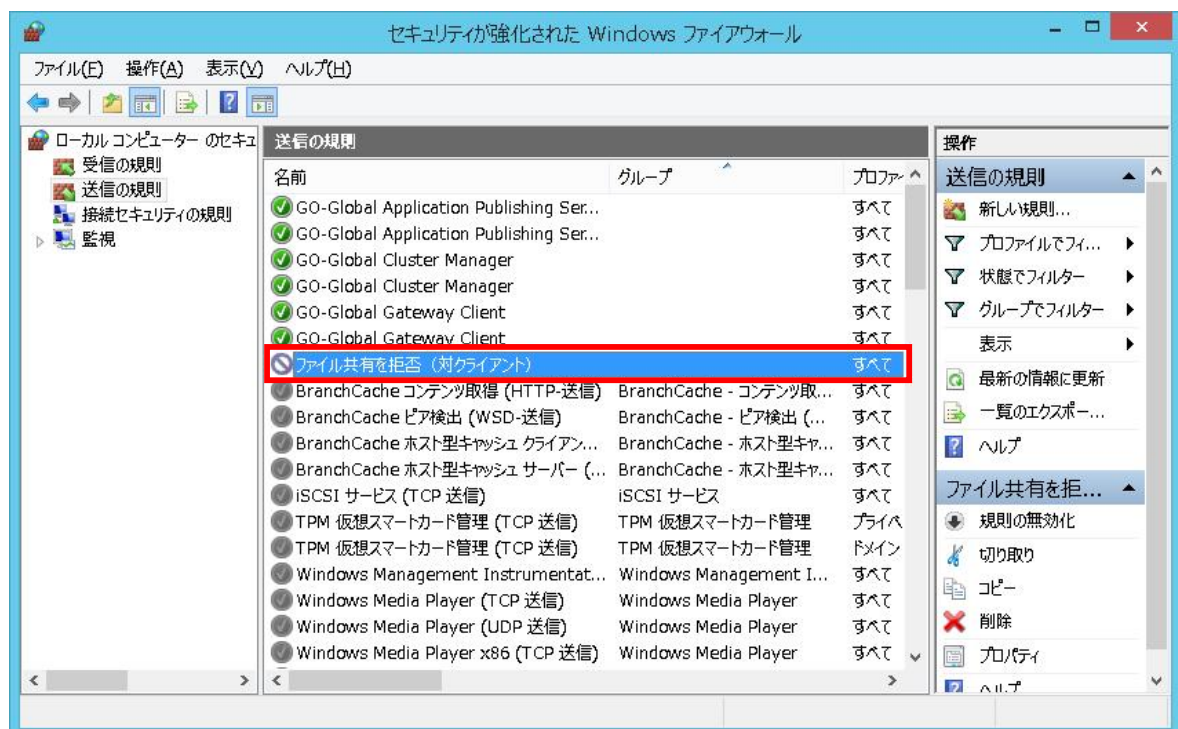 セキュリティが強化された Windows ファイアウォール
ファイル(F) 操作(A) 表示(V) ヘルプ(H)
ローカル コンピューター のセキュ
受信の規則
送信の規則
接続セキュリティの規則
監視
送信の規則
名前 グループ プロファ
GO-Global Application Publishing Ser... すべて
GO-Global Application Publishing Ser... すべて
GO-Global Cluster Manager すべて
GO-Global Cluster Manager すべて
GO-Global Gateway Client すべて
GO-Global Gateway Client すべて
ファイル共有を拒否（対クライアント） すべて
BranchCache コンテンツ取得 (HTTP-送信) BranchCache - コンテンツ取... すべて
BranchCache ピア検出 (WSD-送信) BranchCache - ピア検出 (... すべて
BranchCache ホスト型キャッシュ クライアン... BranchCache - ホスト型キャ... すべて
BranchCache ホスト型キャッシュ サーバー (... BranchCache - ホスト型キャ... すべて
iSCSI サービス (TCP 送信) iSCSI サービス すべて
TPM 仮想スマートカード管理 (TCP 送信) TPM 仮想スマートカード管理 プライベ
TPM 仮想スマートカード管理 (TCP 送信) TPM 仮想スマートカード管理 ドメイン
Windows Management Instrumentat... Windows Management I... すべて
Windows Media Player (TCP 送信) Windows Media Player すべて
Windows Media Player (UDP 送信) Windows Media Player すべて
Windows Media Player x86 (TCP 送信) Windows Media Player すべて
操作
送信の規則
新しい規則...
プロファイルでフィ...
状態でフィルター
グループでフィルター
表示
最新の情報に更新
一覧のエクスポー...
ヘルプ
ファイル共有を拒...
規則の無効化
切り取り
コピー
削除
プロパティ
ヘルプ